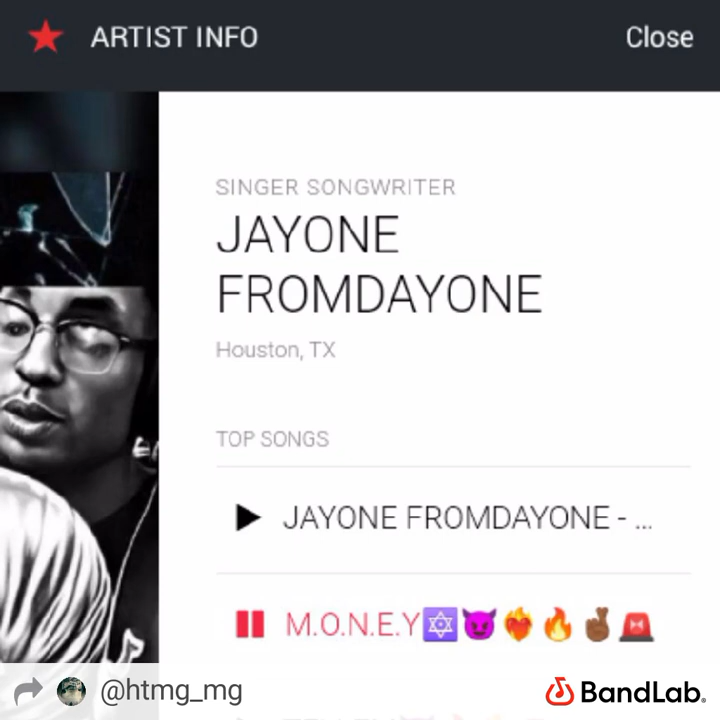 ARTIST INFO
Close
SINGER SONGWRITER
JAYONE
FROMDAYONE
Houston, TX
TOP SONGS
JAYONE FROMDAYONE - ...
M.O.N.E.Y🔯😈❤️‍🔥🔥🤞🏾🚨
@htmg_mg
BandLab®